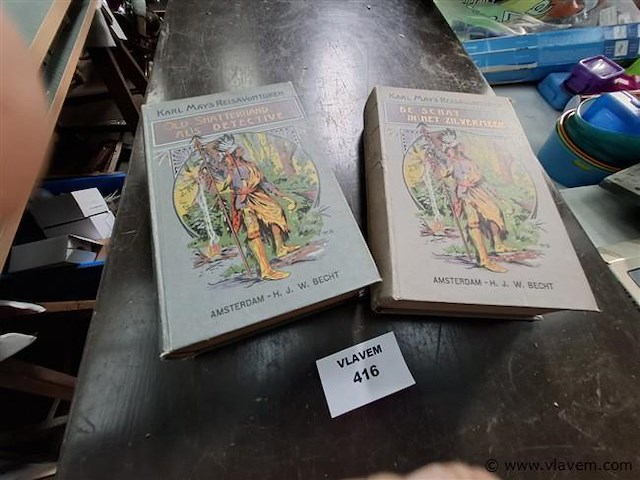 KARL MAY'S REISAVONTUREN
OLD SHATTERHAND
ALS DETECTIVE
AMSTERDAM - H. J. W. BECHT
KARL MAY'S REISAVONTUREN
DE SCHAT
IN HET ZILVERMEER
AMSTERDAM - H. J. W. BECHT
VLAVEM
416
© www.vlavem.com